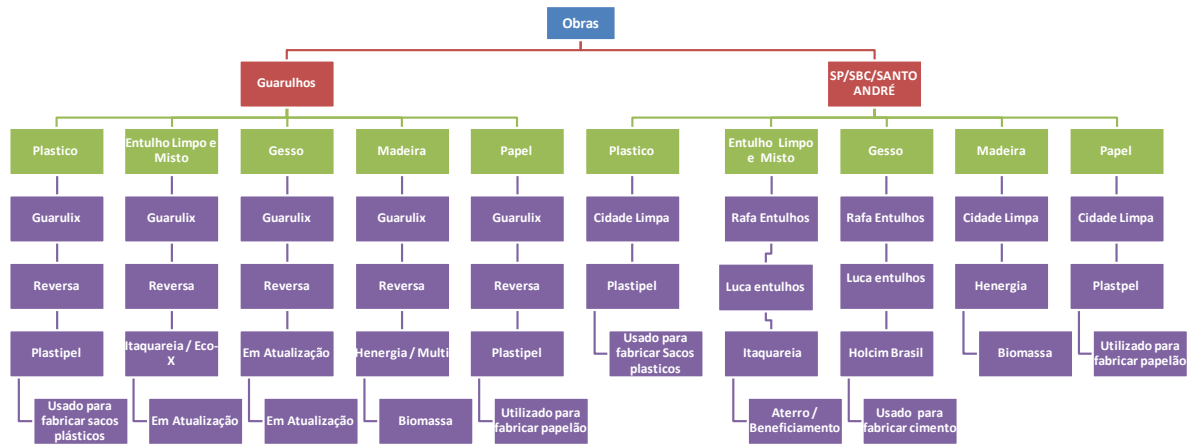 Obras
Guarulhos
SP/SBC/SANTO
ANDRÉ
Plastico
Entulho Limpo e
Misto
Gesso
Madeira
Papel
Plastico
Entulho Limpo
e Misto
Gesso
Madeira
Papel
Guarulix
Guarulix
Guarulix
Guarulix
Guarulix
Cidade Limpa
Rafa Entulhos
Rafa Entulhos
Cidade Limpa
Cidade Limpa
Reversa
Reversa
Reversa
Reversa
Reversa
Plastipel
Luca entulhos
Luca entulhos
Henergia
Plastpel
Plastipel
Itaquareia / Eco-
X
Em Atualização
Henergia / Multi
Plastipel
Usado para
fabricar Sacos
plasticos
Itaquareia
Holcim Brasil
Biomassa
Utilizado para
fabricar papelão
Usado para
fabricar sacos
plásticos
Em Atualização
Em Atualização
Biomassa
Utilizado para
fabricar papelão
Aterro /
Beneficiamento
Usado para
fabricar cimento